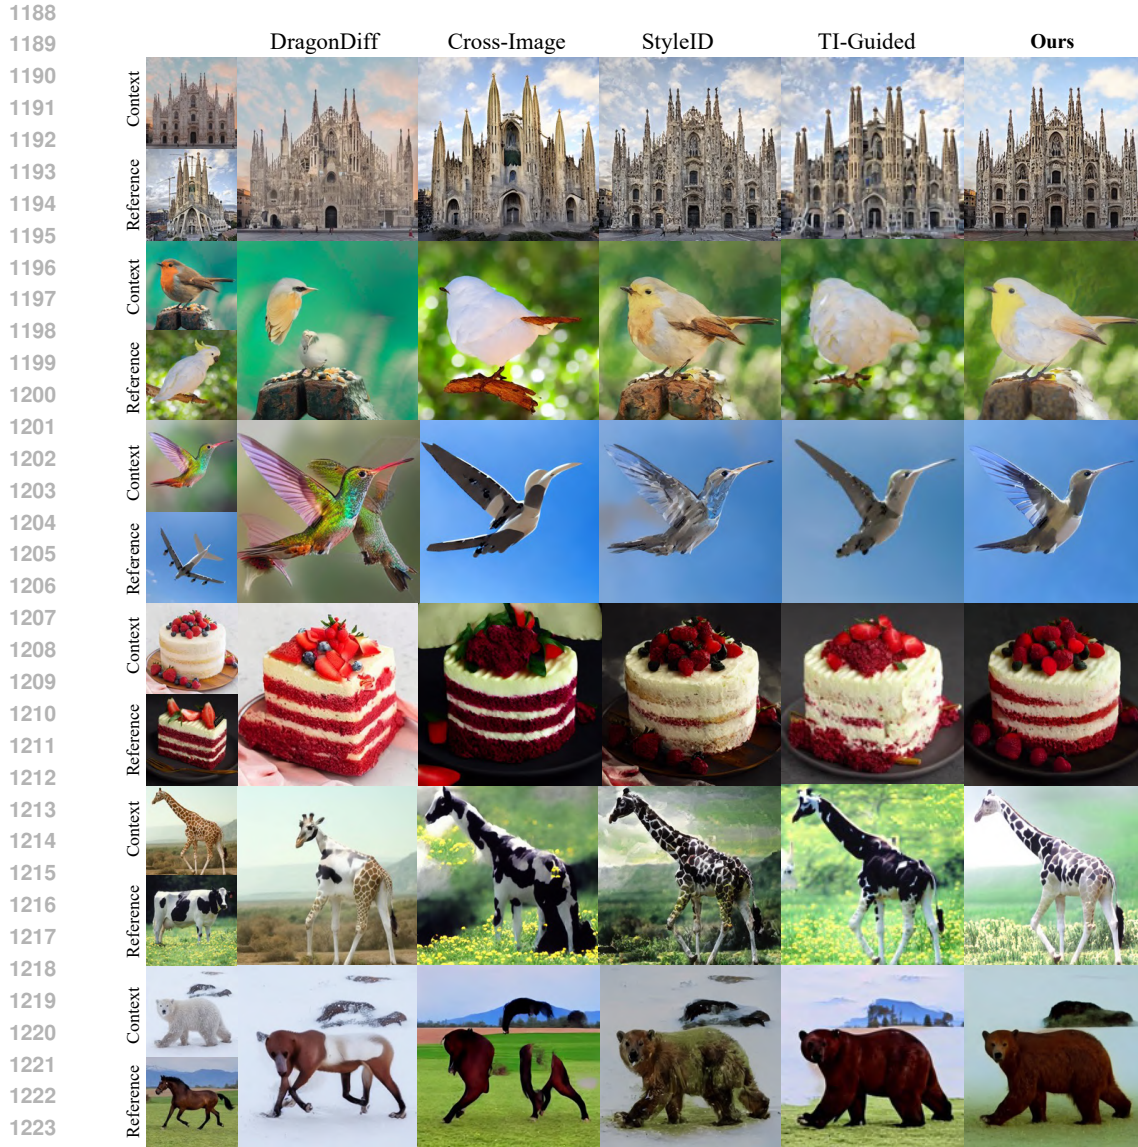 1188
1189
DragonDiff Cross-Image StyleID TI-Guided Ours
1190
Context
1191
1192
1193
Reference
1194
1195
1196
Context
1197
1198
1199
Reference
1200
1201
1202
Context
1203
1204
1205
Reference
1206
1207
1208
Context
1209
1210
1211
Reference
1212
1213
1214
Context
1215
1216
1217
Reference
1218
1219
1220
Context
1221
1222
1223
Reference